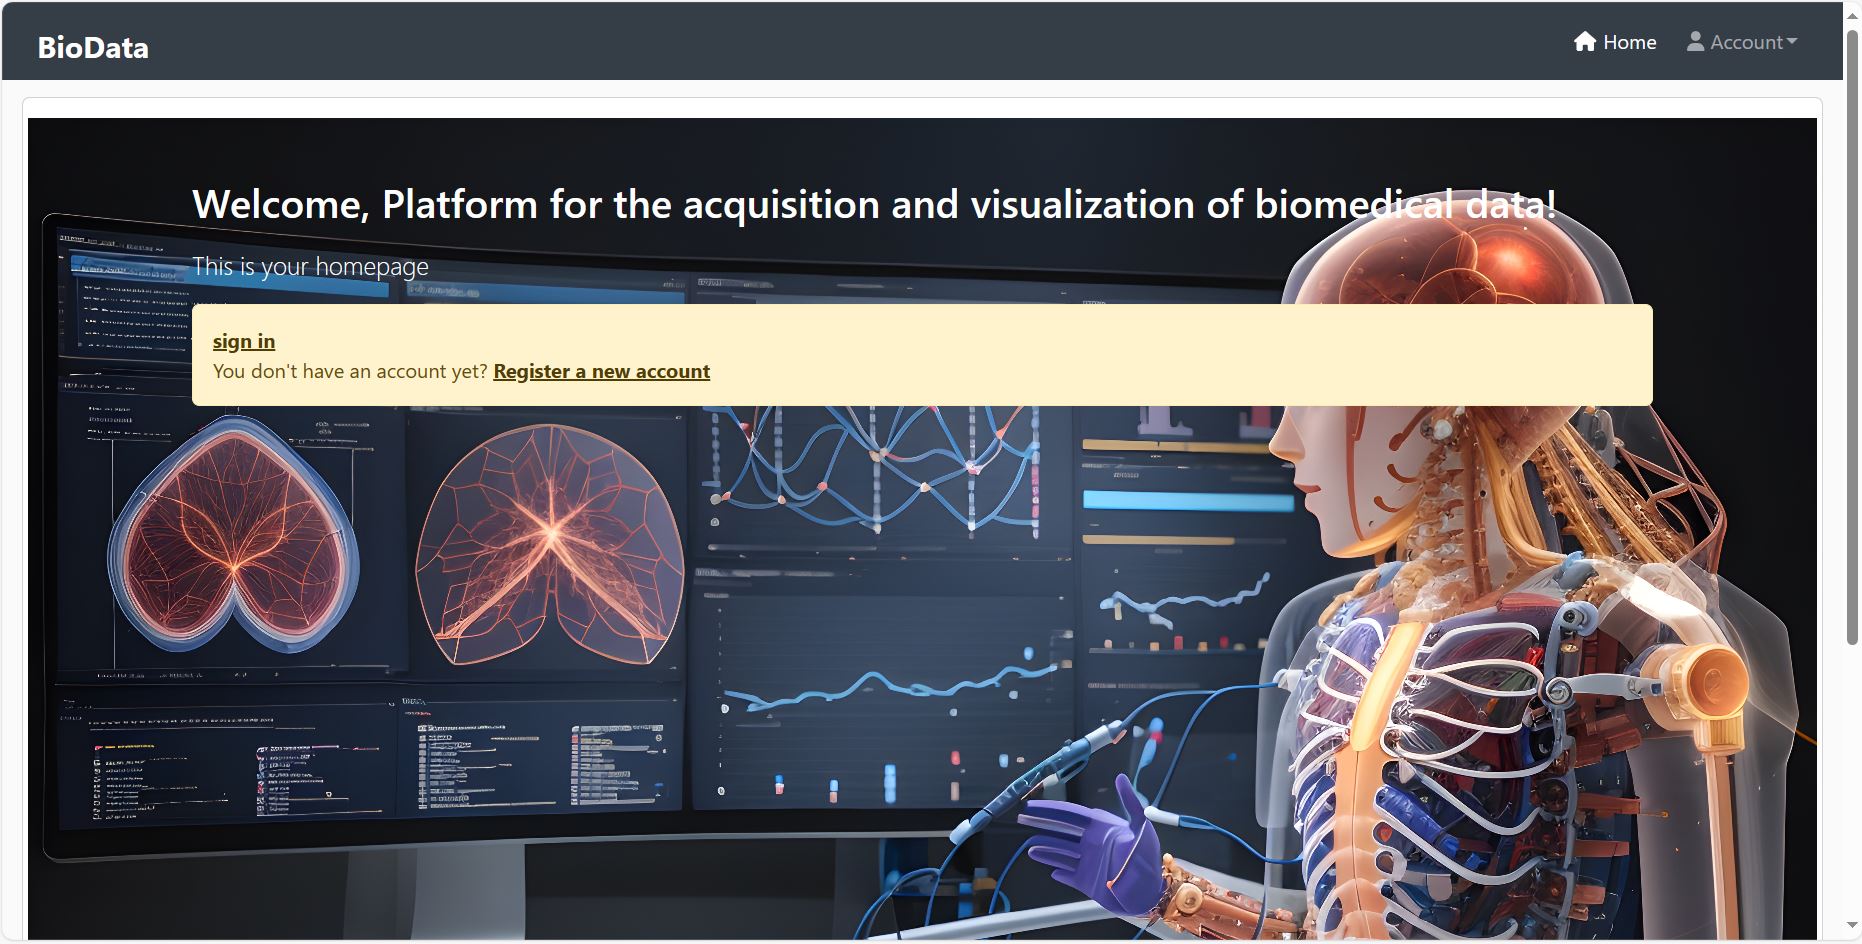 BioData
Home
Account
Welcome, Platform for the acquisition and visualization of biomedical data!
This is your homepage
sign in
You don't have an account yet? Register a new account